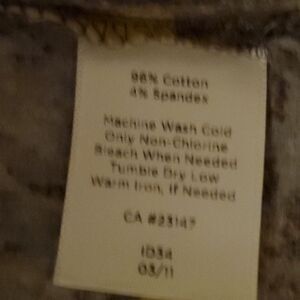 96% Cotton
4% Spandex
Machine Wash Cold
Only Non-Chlorine
Bleach When Needed
Tumble Dry Low
Warm Iron, If Needed
CA #23147
ID34
03/11